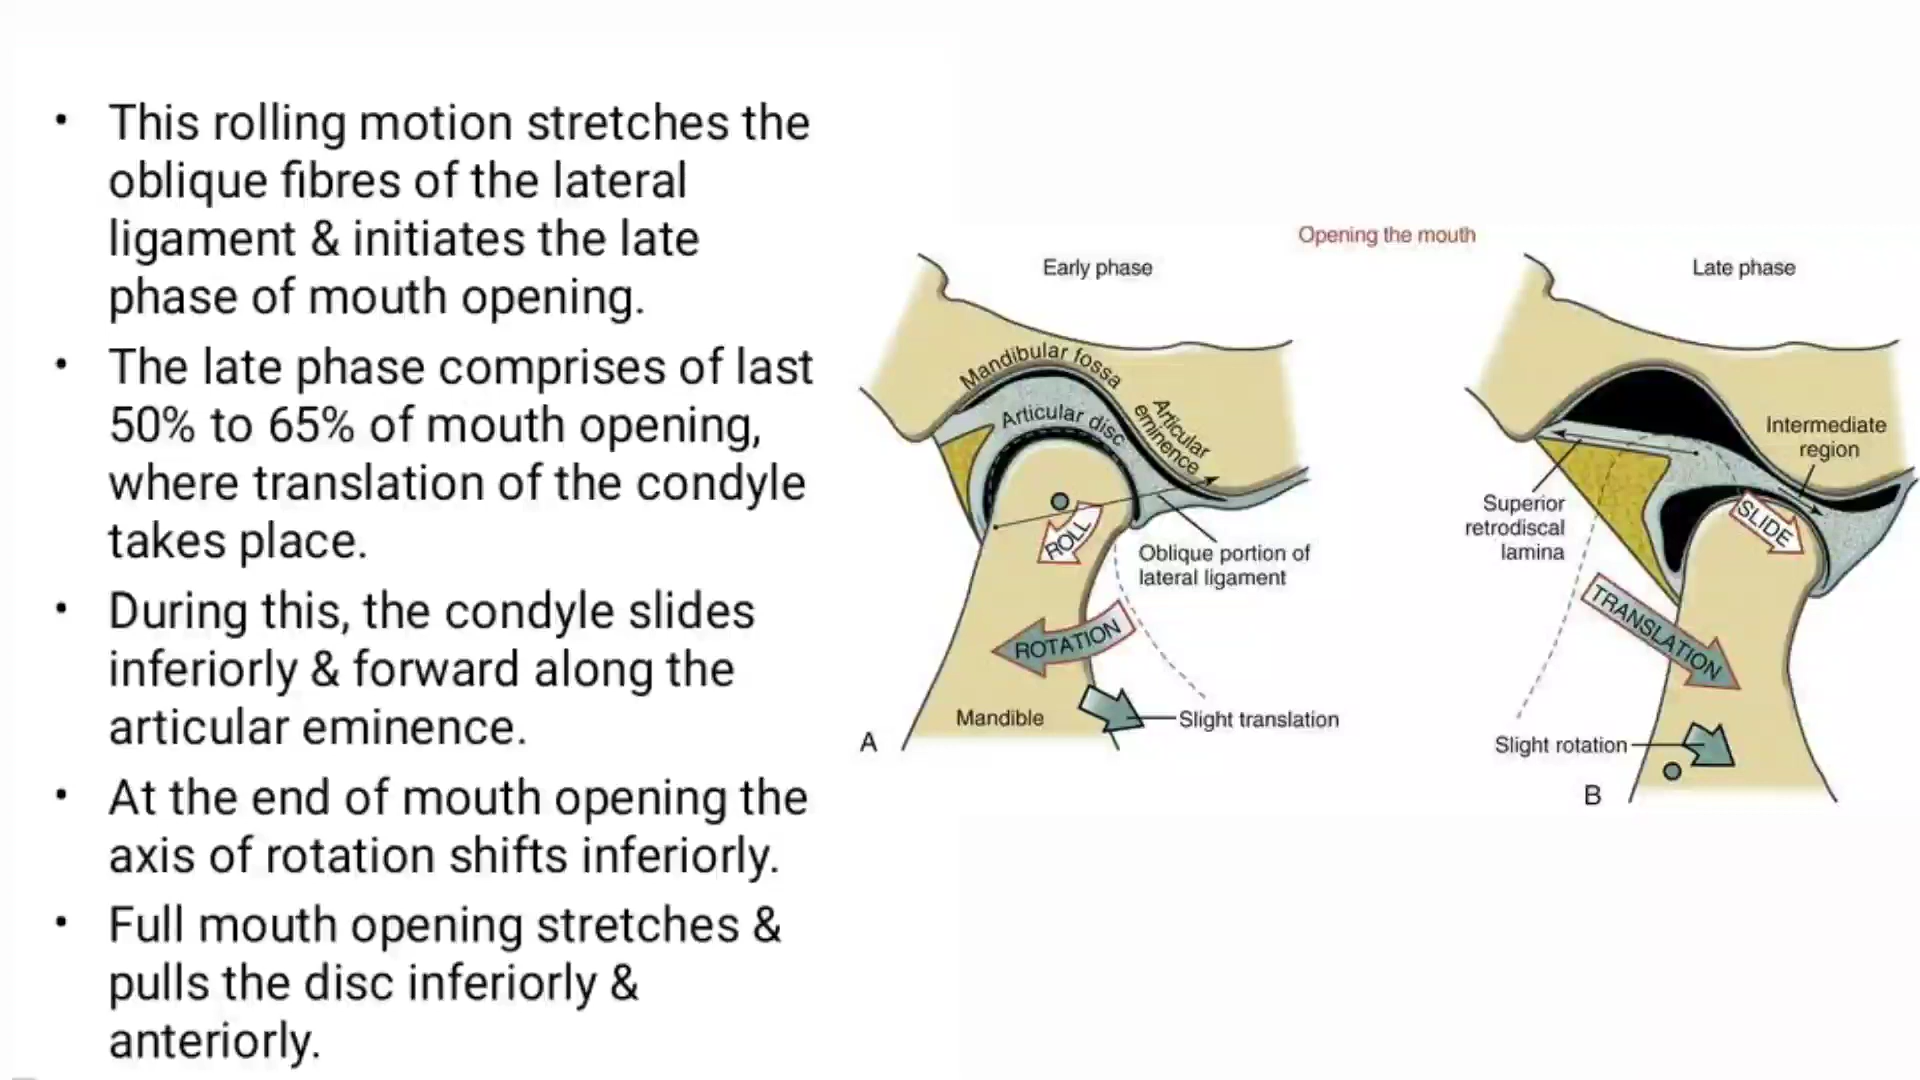 • This rolling motion stretches the
oblique fibres of the lateral
ligament & initiates the late
phase of mouth opening.
• The late phase comprises of last
50% to 65% of mouth opening,
where translation of the condyle
takes place.
• During this, the condyle slides
inferiorly & forward along the
articular eminence.
• At the end of mouth opening the
axis of rotation shifts inferiorly.
• Full mouth opening stretches &
pulls the disc inferiorly &
anteriorly.
Opening the mouth
Early phase
Mandibular fossa
Articular disc
Articular
eminence
ROLL
Oblique portion of
lateral ligament
ROTATION
Mandible
Slight translation
A
Late phase
Intermediate
region
Superior
retrodiscal
lamina
SLIDE
TRANSLATION
Slight rotation
B